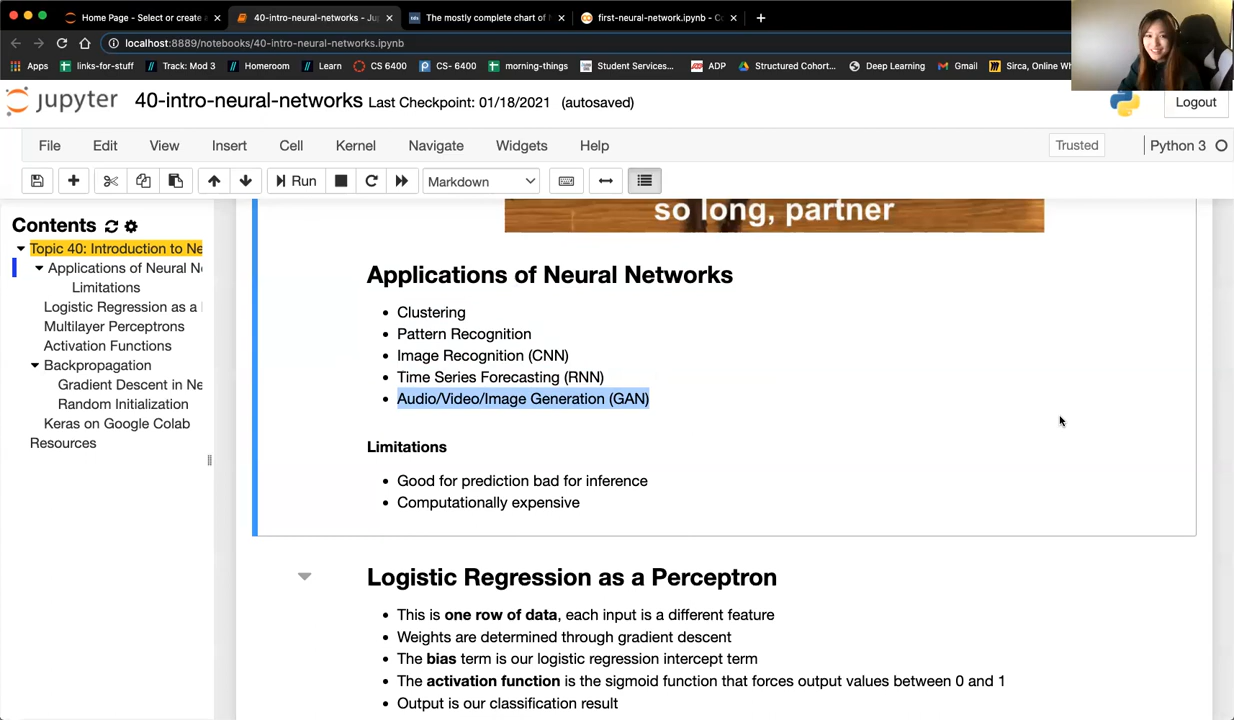 Home Page - Select or create a
40-intro-neural-networks - Jup
The mostly complete chart of N
first-neural-network.ipynb - Co
localhost:8889/notebooks/40-intro-neural-networks.ipynb
Apps links-for-stuff Track: Mod 3 Homeroom Learn CS 6400 CS- 6400 morning-things Student Services... ADP Structured Cohort... Deep Learning Gmail Sirca, Online Wh
jupyter 40-intro-neural-networks Last Checkpoint: 01/18/2021 (autosaved) Logout
File Edit View Insert Cell Kernel Navigate Widgets Help Trusted Python 3
Run Markdown
Contents
Topic 40: Introduction to Ne
Applications of Neural N
Limitations
Logistic Regression as a
Multilayer Perceptrons
Activation Functions
Backpropagation
Gradient Descent in Ne
Random Initialization
Keras on Google Colab
Resources
so long, partner
Applications of Neural Networks
• Clustering
• Pattern Recognition
• Image Recognition (CNN)
• Time Series Forecasting (RNN)
• Audio/Video/Image Generation (GAN)
Limitations
• Good for prediction bad for inference
• Computationally expensive
Logistic Regression as a Perceptron
• This is one row of data, each input is a different feature
• Weights are determined through gradient descent
• The bias term is our logistic regression intercept term
• The activation function is the sigmoid function that forces output values between 0 and 1
• Output is our classification result